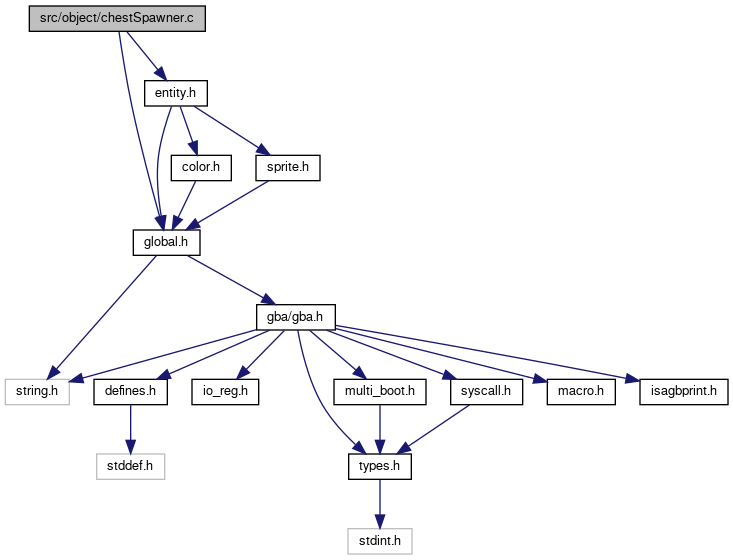 src/object/chestSpawner.c
entity.h
color.h
sprite.h
global.h
gba/gba.h
string.h
defines.h
io_reg.h
multi_boot.h
syscall.h
macro.h
isagbprint.h
stddef.h
types.h
stdint.h